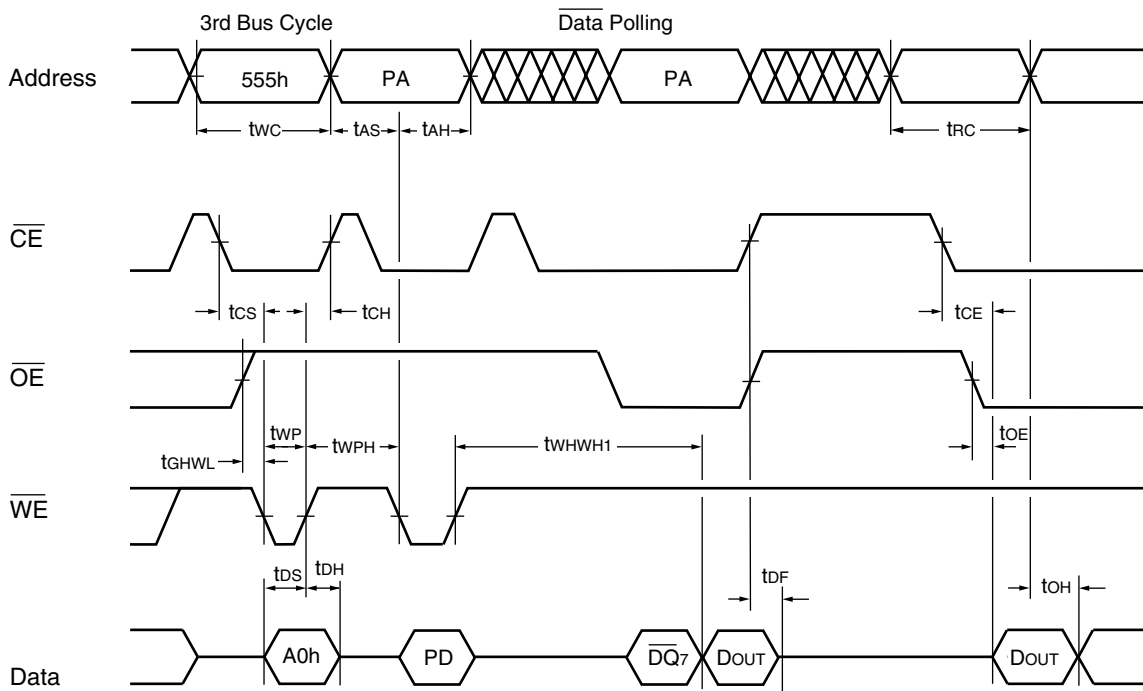 3rd Bus Cycle
Data Polling
Address
555h
PA
PA
tWC
tAS
tAH
tRC
CE
tCS
tCH
tCE
OE
tWP
tWPH
tWHWH1
tOE
tGHWL
WE
tDS
tDH
tDF
tOH
Data
A0h
PD
DQ7
DOUT
DOUT